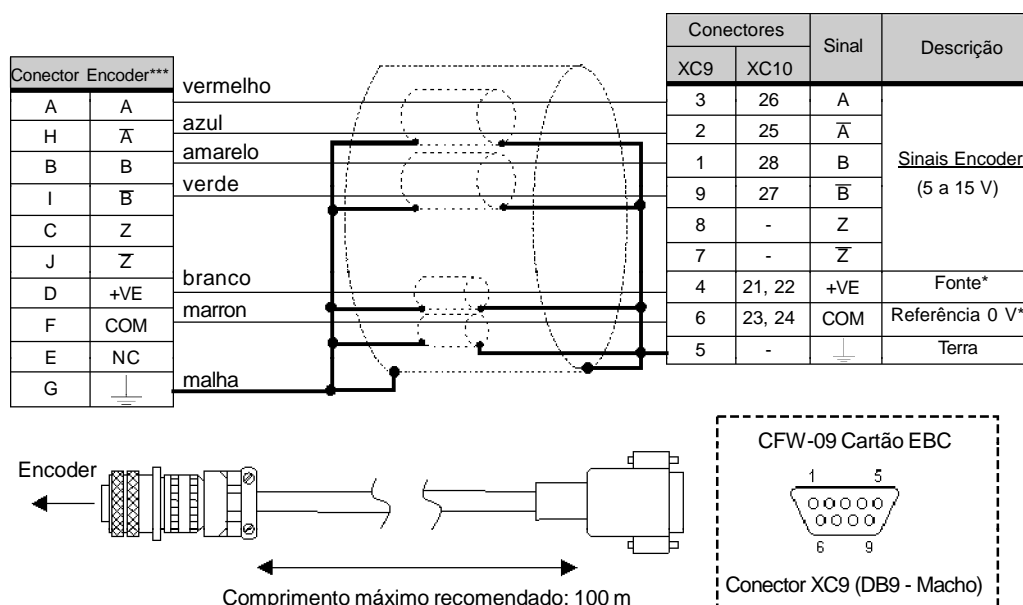 Conector Encoder***
A A
H A̅
B B
I B̅
C Z
J Z̅
D +VE
F COM
E NC
G
vermelho
azul
amarelo
verde
branco
marron
malha
Conectores Sinal Descrição
XC9 XC10
3 26 A
2 25 A̅
1 28 B
9 27 B̅
8 - Z
7 - Z̅
Sinais Encoder
(5 a 15 V)
4 21, 22 +VE Fonte*
6 23, 24 COM Referência 0 V*
5 - Terra
Encoder
Comprimento máximo recomendado: 100 m
CFW-09 Cartão EBC
1 5
6 9
Conector XC9 (DB9 - Macho)